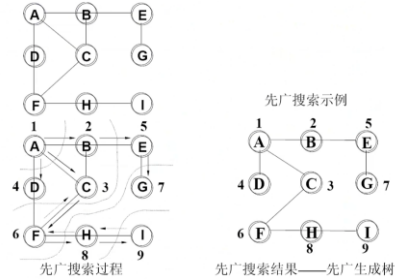 A B E
D C G
F H I
先广搜索示例
1 2 5
A B E
4 D C 3 G 7
6 F H I
8 9
先广搜索过程
1 2 5
A B E
4 D C 3 G 7
6 F H I
8 9
先广搜索结果——先广生成树